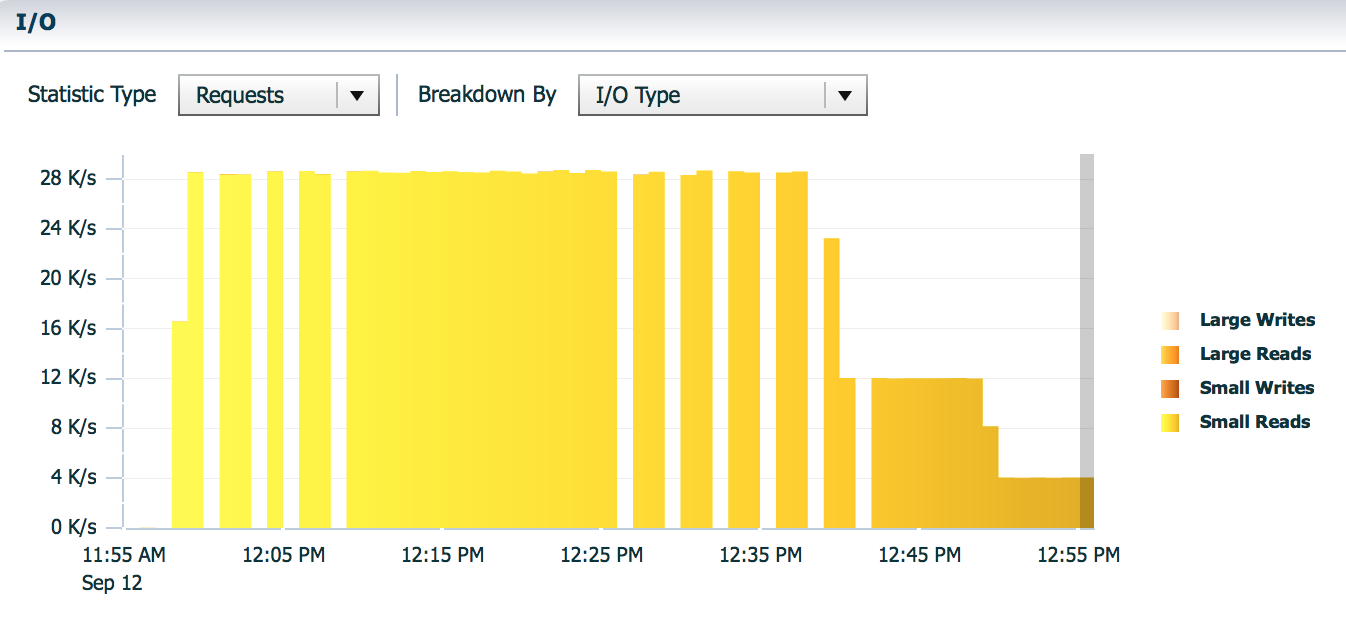 I/O
Statistic Type Requests Breakdown By I/O Type
28 K/s
24 K/s
20 K/s
16 K/s
12 K/s
8 K/s
4 K/s
0 K/s
11:55 AM 12:05 PM 12:15 PM 12:25 PM 12:35 PM 12:45 PM 12:55 PM
Sep 12
Large Writes
Large Reads
Small Writes
Small Reads